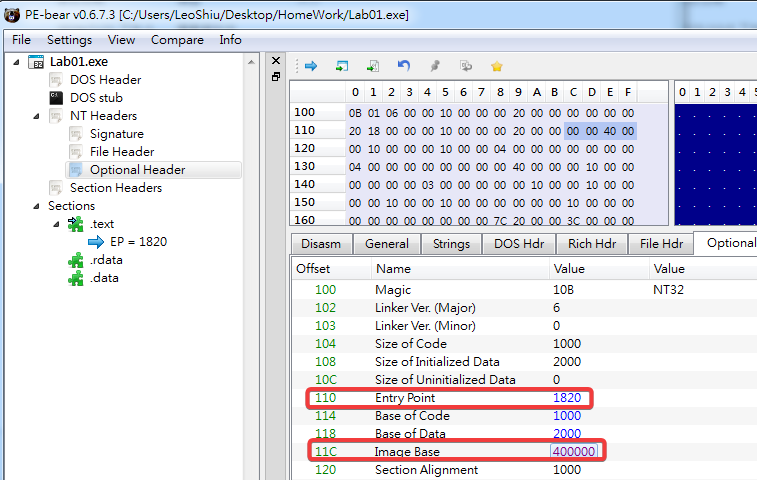 PE-bear v0.6.7.3 [C:/Users/LeoShiu/Desktop/HomeWork/Lab01.exe]
File Settings View Compare Info
Lab01.exe
DOS Header
DOS stub
NT Headers
Signature
File Header
Optional Header
Section Headers
Sections
.text
EP = 1820
.rdata
.data
0 1 2 3 4 5 6 7 8 9 A B C D E F
0 1 2 3 4 5
100 0B 01 06 00 00 10 00 00 00 20 00 00 00 00 00 00
110 20 18 00 00 00 10 00 00 00 20 00 00 00 00 40 00
120 00 10 00 00 00 10 00 00 04 00 00 00 00 00 00 00
130 04 00 00 00 00 00 00 00 00 40 00 00 00 10 00 00
140 00 00 00 00 03 00 00 00 00 00 10 00 00 10 00 00
150 00 00 10 00 00 10 00 00 00 00 00 00 10 00 00 00
160 00 00 00 00 00 00 00 00 7C 20 00 00 3C 00 00 00
Disasm General Strings DOS Hdr Rich Hdr File Hdr Optional
Offset Name Value Value
100 Magic 10B NT32
102 Linker Ver. (Major) 6
103 Linker Ver. (Minor) 0
104 Size of Code 1000
108 Size of Initialized Data 2000
10C Size of Uninitialized Data 0
110 Entry Point 1820
114 Base of Code 1000
118 Base of Data 2000
11C Image Base 400000
120 Section Alignment 1000